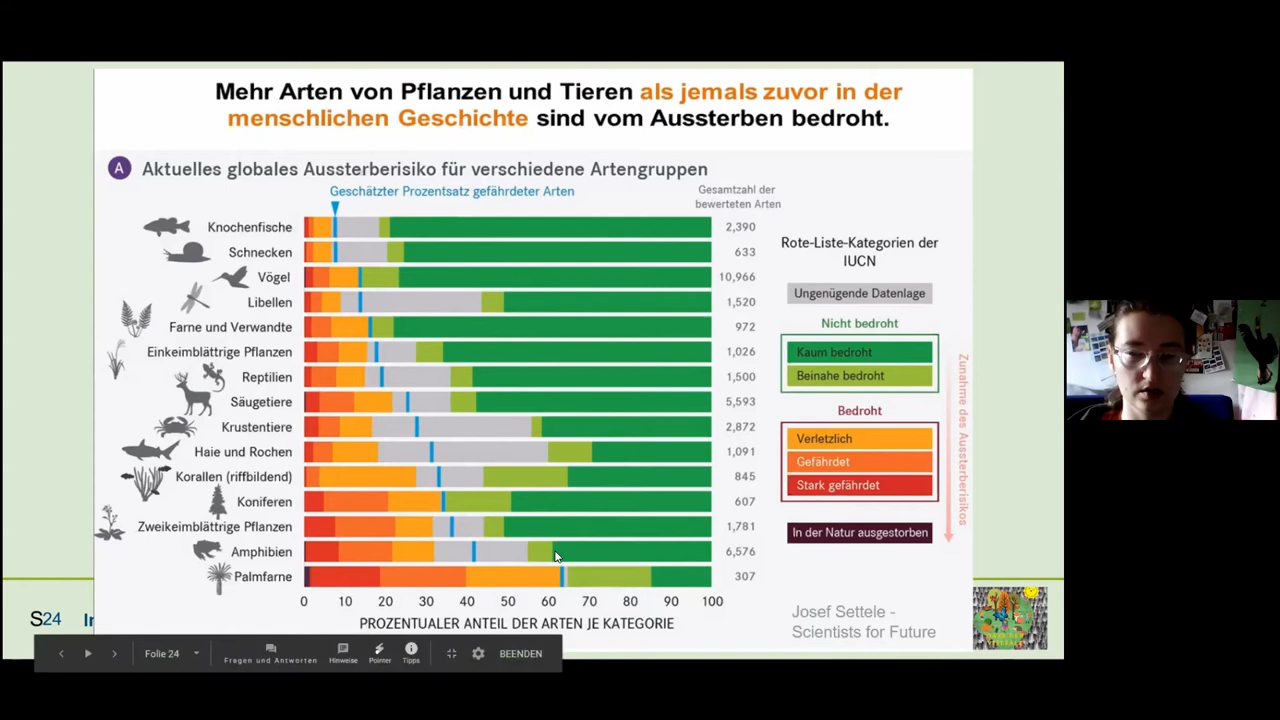 Mehr Arten von Pflanzen und Tieren als jemals zuvor in der
menschlichen Geschichte sind vom Aussterben bedroht.
A Aktuelles globales Aussterberisiko für verschiedene Artengruppen
Geschätzter Prozentsatz gefährdeter Arten
Gesamtzahl der
bewerteten Arten
Knochenfische 2,390
Schnecken 633
Vögel 10,966
Libellen 1,520
Farne und Verwandte 972
Einkeimblättrige Pflanzen 1,026
Reptilien 1,500
Säugetiere 5,593
Krustentiere 2,872
Haie und Rochen 1,091
Korallen (riffbildend) 845
Koniferen 607
Zweikeimblättrige Pflanzen 1,781
Amphibien 6,576
Palmfarne 307
0 10 20 30 40 50 60 70 80 90 100
PROZENTUALER ANTEIL DER ARTEN JE KATEGORIE
Rote-Liste-Kategorien der
IUCN
Ungenügende Datenlage
Nicht bedroht
Kaum bedroht
Beinahe bedroht
Bedroht
Verletzlich
Gefährdet
Stark gefährdet
In der Natur ausgestorben
Zunahme des Aussterberisikos
Josef Settele -
Scientists for Future
S24 In
Folie 24
Fragen und Antworten
Hinweise
Pointer
Tipps
BEENDEN